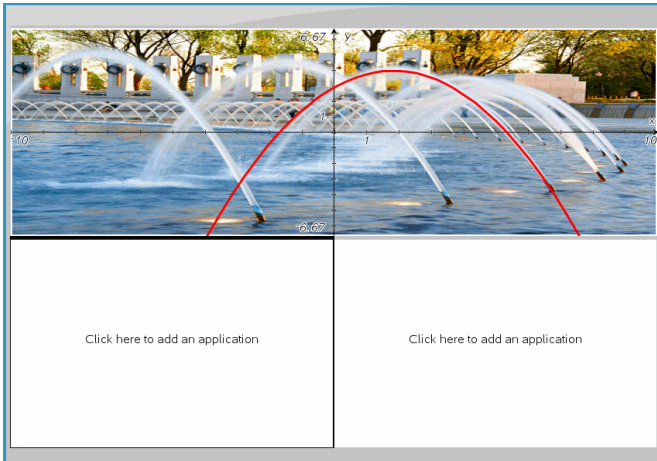 6.67 y
1
x
-10 1 10
-6.67
Click here to add an application
Click here to add an application